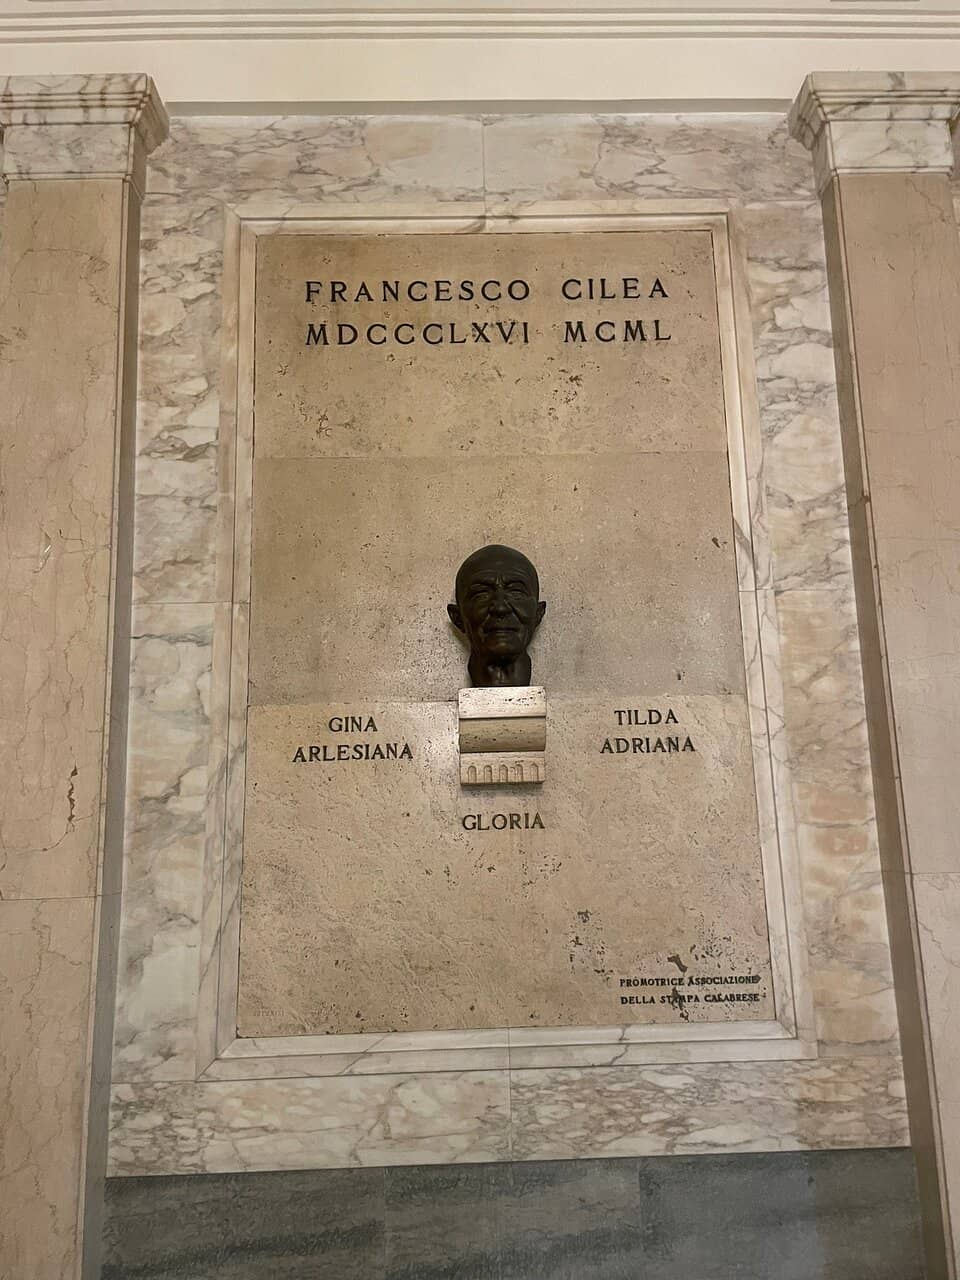 FRANCESCO CILEA
MDCCCLXVI MCML
GINA
ARLESIANA
TILDA
ADRIANA
GLORIA
PROMOTRICE ASSOCIAZIONE
DELLA STAMPA CALABRESE